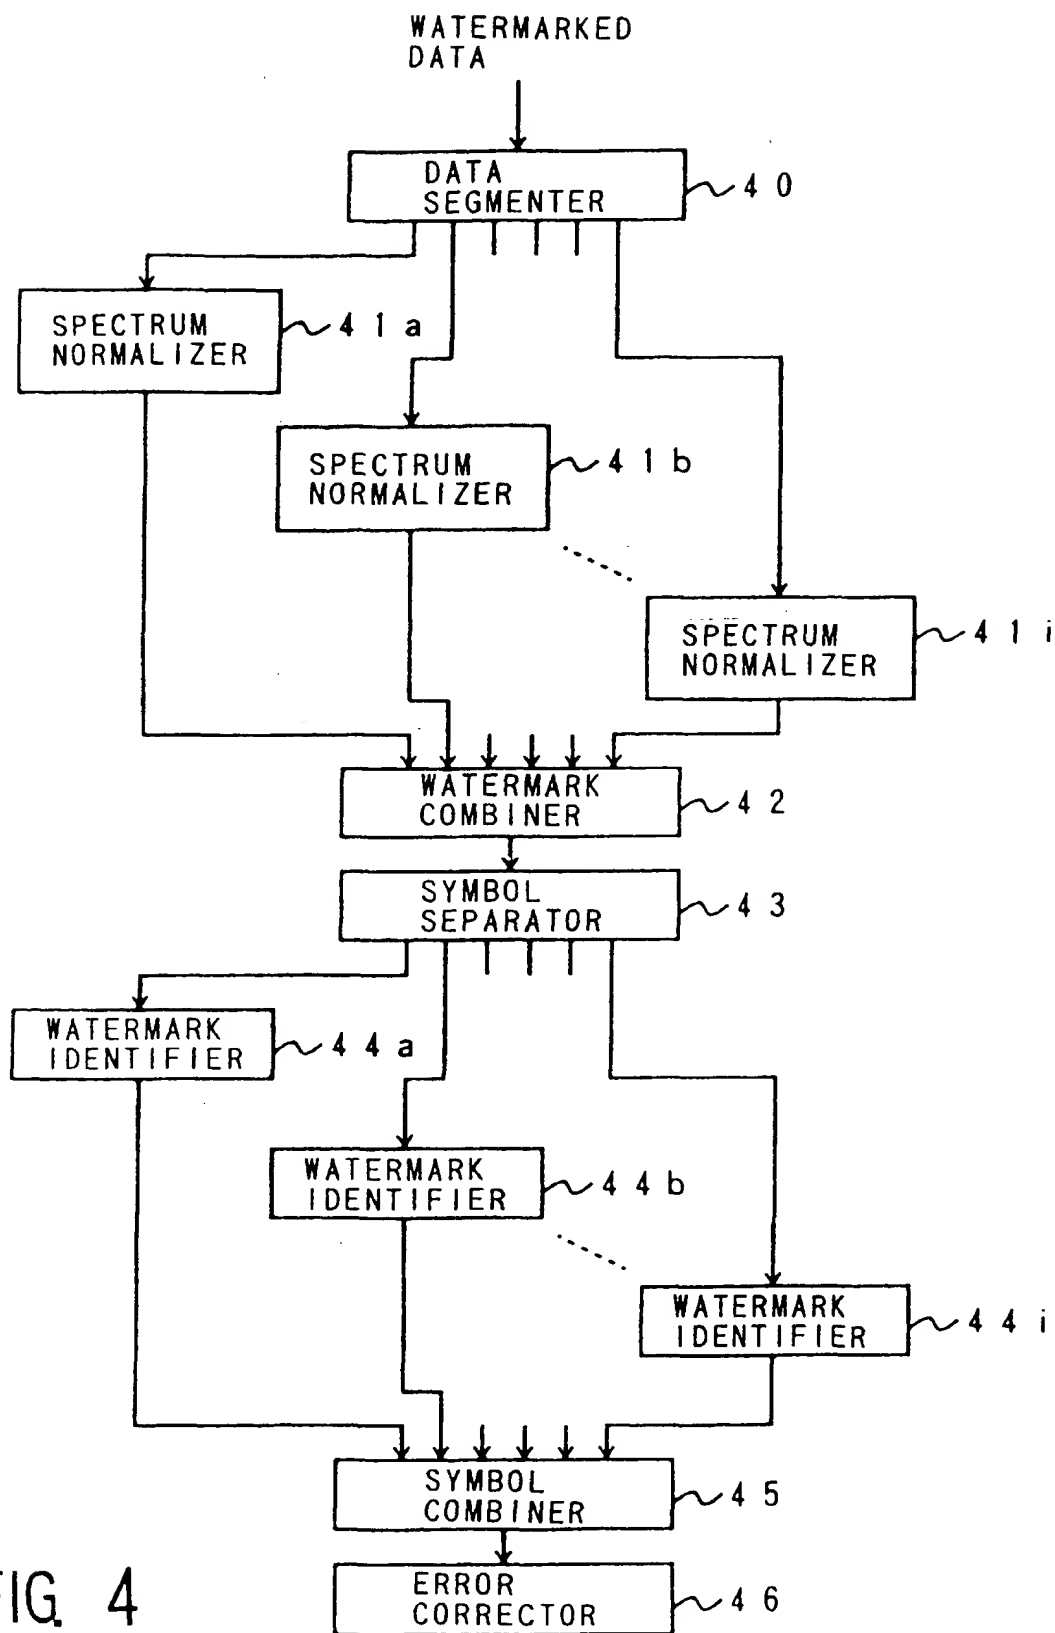 WATERMARKED
DATA
DATA
SEGMENTER
40
SPECTRUM
NORMALIZER
41a
SPECTRUM
NORMALIZER
41b
SPECTRUM
NORMALIZER
41i
WATERMARK
COMBINER
42
SYMBOL
SEPARATOR
43
WATERMARK
IDENTIFIER
44a
WATERMARK
IDENTIFIER
44b
WATERMARK
IDENTIFIER
44i
SYMBOL
COMBINER
45
ERROR
CORRECTOR
46
FIG. 4